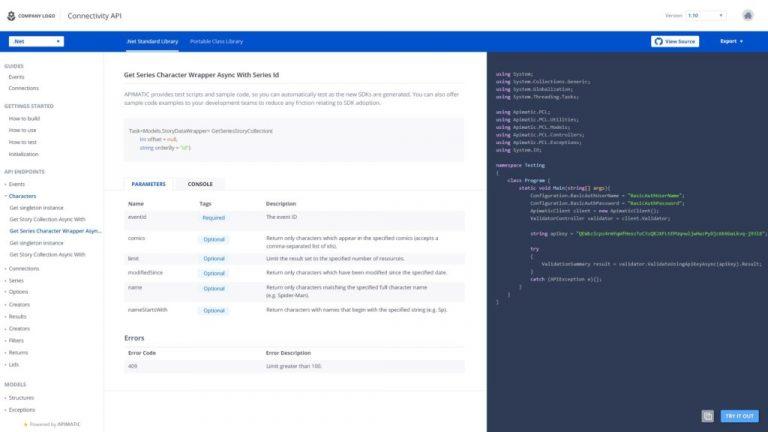 COMPANY LOGO
Connectivity API
Version: 1.10
.Net
.Net Standard Library
Portable Class Library
View Source
Export
GUIDES
Events
Connections
GETTINGS STARTED
How to build
How to use
How to test
Initialization
API ENDPOINTS
Events
Characters
Get singleton instance
Get Story Collection Async With
Get Series Character Wrapper Asyn...
Get singletion instance
Get Story Collection Async With
Connections
Series
Options
Creators
Results
Creators
Filters
Returns
Lids
MODELS
Structures
Exceptions
Powered by APIMATIC
Get Series Character Wrapper Async With Series Id
APIMATIC provides test scripts and sample code, so you can automatically test as the new SDKs are generated. You can also offer
sample code examples to your development teams to reduce any friction relating to SDK adoption.
Task<Models.StoryDataWrapper> GetSeriesStoryCollection(
int offset = null,
string orderBy = "id")
PARAMETERS
CONSOLE
Name Tags Description
eventId Required The event ID
comics Optional Return only characters which appear in the specified comics (accepts a
comma-separated list of ids).
limit Optional Limit the result set to the specified number of resources.
modifiedSince Optional Return only characters which have been modified since the specified date.
name Optional Return only characters matching the specified full character name
(e.g. Spider-Man).
nameStartsWith Optional Return characters with names that begin with the specified string (e.g. Sp).
Errors
Error Code Error Description
409 Limit greater than 100.
using System;
using System.Collections.Generic;
using System.Globalization;
using System.Threading.Tasks;
using Apimatic.PCL;
using Apimatic.PCL.Utilities;
using Apimatic.PCL.Models;
using Apimatic.PCL.Controllers;
using Apimatic.PCL.Exceptions;
using System.IO;
namespace Testing
{
class Program {
static void Main(string[] args){
Configuration.BasicAuthUserName = "BasicAuthUserName";
Configuration.BasicAuthPassword = "BasicAuthPassword";
ApimaticClient client = new ApimaticClient();
ValidatorController validator = client.Validator;
string apikey =
try
{
ValidationSummary result = validator.ValidateUsingApikeyAsync(apikey).Result;
}
catch (APIException e){};
}
}
}
TRY IT OUT